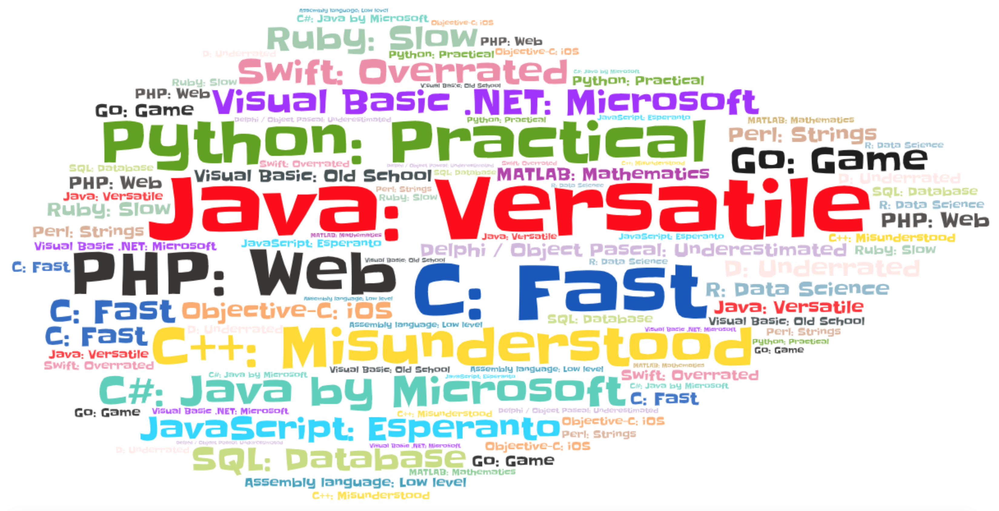 Assembly language: Low level
C#: Java by Microsoft
Objective-C: iOS
Ruby: Slow
PHP: Web
D: Underrated
Python: Practical
Objective-C: iOS
Swift: Overrated
C#: Java by Microsoft
Ruby: Slow
Python: Practical
Visual Basic: Old School
PHP: Web
Visual Basic .NET: Microsoft
Go: Game
Delphi / Object Pascal: Underestimated
Python: Practical
JavaScript: Esperanto
MATLAB: Mathematics
Python: Practical
Perl: Strings
R: Data Science
Go: Game
SQL: Database
Swift: Overrated
Delphi / Object Pascal: Underestimated
Swift: Overrated
C++: Misunderstood
Visual Basic: Old School
SQL: Database
MATLAB: Mathematics
D: Underrated
PHP: Web
Perl: Strings
R: Data Science
SQL: Database
Java: Versatile
Ruby: Slow
Java: Versatile
R: Data Science
Ruby: Slow
PHP: Web
Perl: Strings
MATLAB: Mathematics
Java: Versatile
JavaScript: Esperanto
C++: Misunderstood
Visual Basic .NET: Microsoft
JavaScript: Esperanto
Delphi / Object Pascal: Underestimated
Ruby: Slow
C: Fast
PHP: Web
Visual Basic: Old School
R: Data Science
D: Underrated
C: Fast
R: Data Science
Assembly language: Low level
C: Fast
Objective-C: iOS
Java: Versatile
SQL: Database
Visual Basic: Old School
Assembly language: Low level
D: Underrated
Visual Basic .NET: Microsoft
Perl: Strings
C: Fast
C++: Misunderstood
Python: Practical
Java: Versatile
Go: Game
Swift: Overrated
Visual Basic: Old School
Assembly language: Low level
MATLAB: Mathematics
C#: Java by Microsoft
JavaScript: Esperanto
Swift: Overrated
C#: Java by Microsoft
C#: Java by Microsoft
C: Fast
Go: Game
Visual Basic .NET: Microsoft
C++: Misunderstood
Delphi / Object Pascal: Underestimated
JavaScript: Esperanto
Objective-C: iOS
Perl: Strings
Delphi / Object Pascal: Underestimated
Visual Basic .NET: Microsoft
Objective-C: iOS
D: Underrated
SQL: Database
Go: Game
MATLAB: Mathematics
Assembly language: Low level
C++: Misunderstood